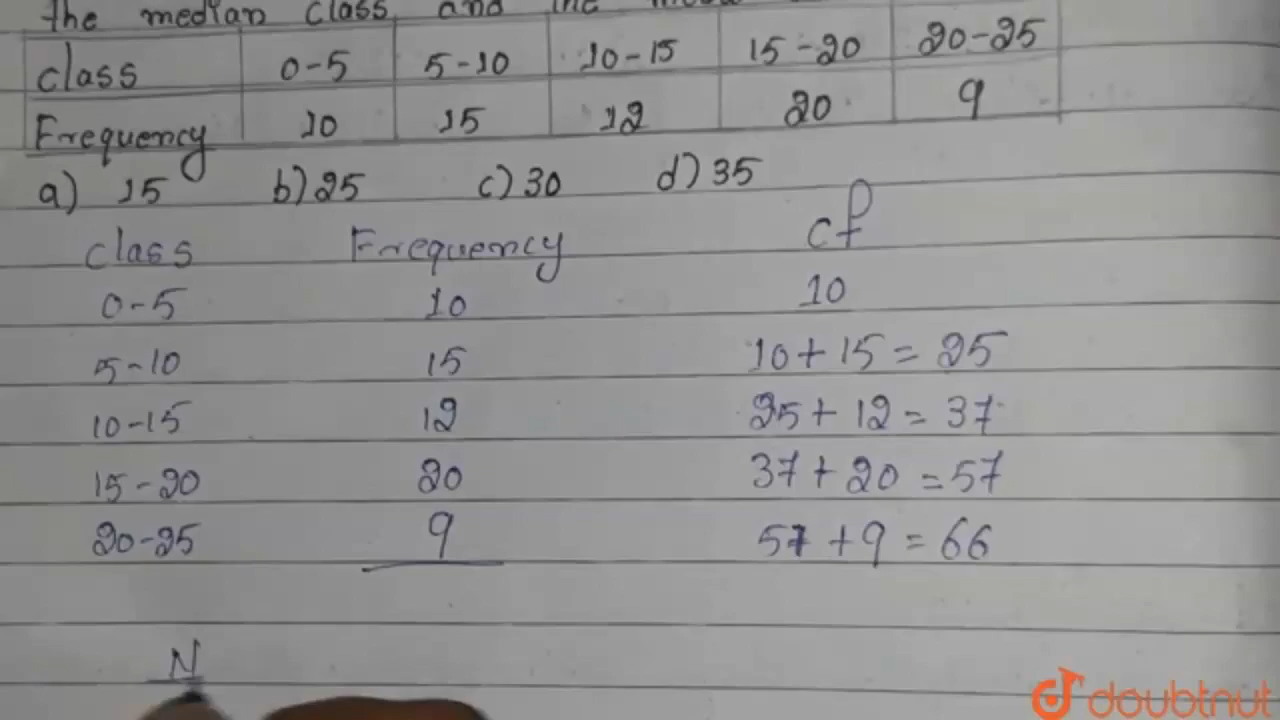 the median class and the
class 0-5 5-10 10-15 15-20 20-25
Frequency 10 15 12 20 9
a) 15 b) 25 c) 30 d) 35
class Frequency cf
0-5 10 10
5-10 15 10+15=25
10-15 12 25+12=37
15-20 20 37+20=57
20-25 9 57+9=66
N
doubtnut